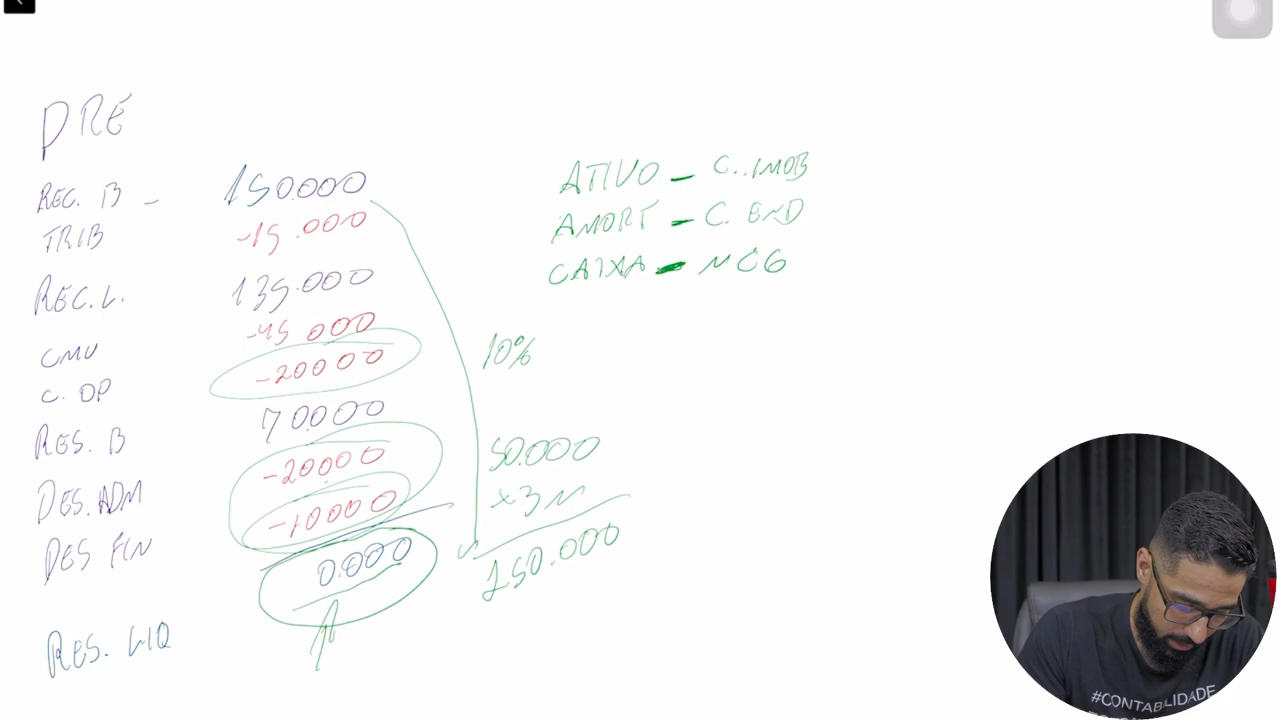 DRE
REC. B - 150.000
TRIB -15.000
REC. L. 135.000
CMV -45 000
C. OP -20000
RES. B 70000
DES. ADM -20000
DES FIN -10000
RES. LIQ 0.000
ATIVO - C. IMOB
AMORT - C. END
CAIXA - NCG
10%
50.000
x3M
150.000
#CONTABILIDADE